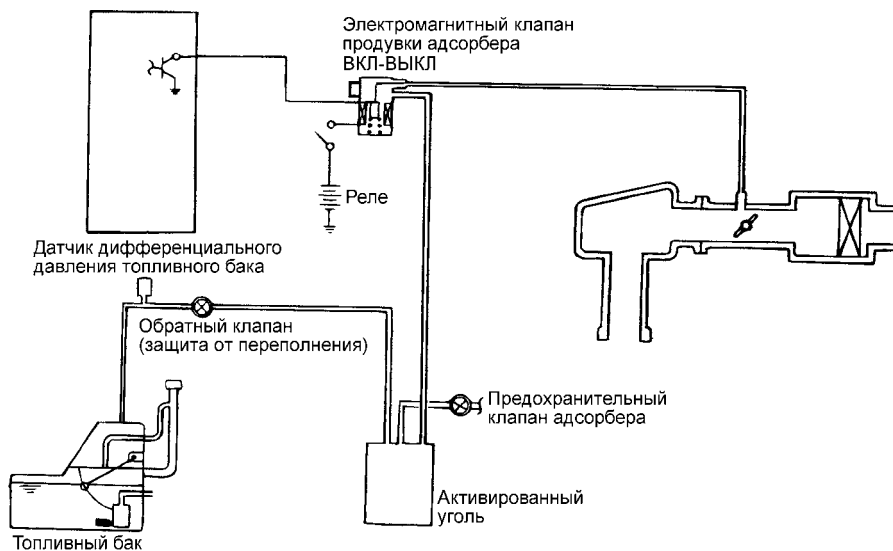 Электромагнитный клапан
продувки адсорбера
ВКЛ-ВЫКЛ
Реле
Датчик дифференциального
давления топливного бака
Обратный клапан
(защита от переполнения)
Предохранительный
клапан адсорбера
Активированный
уголь
Топливный бак